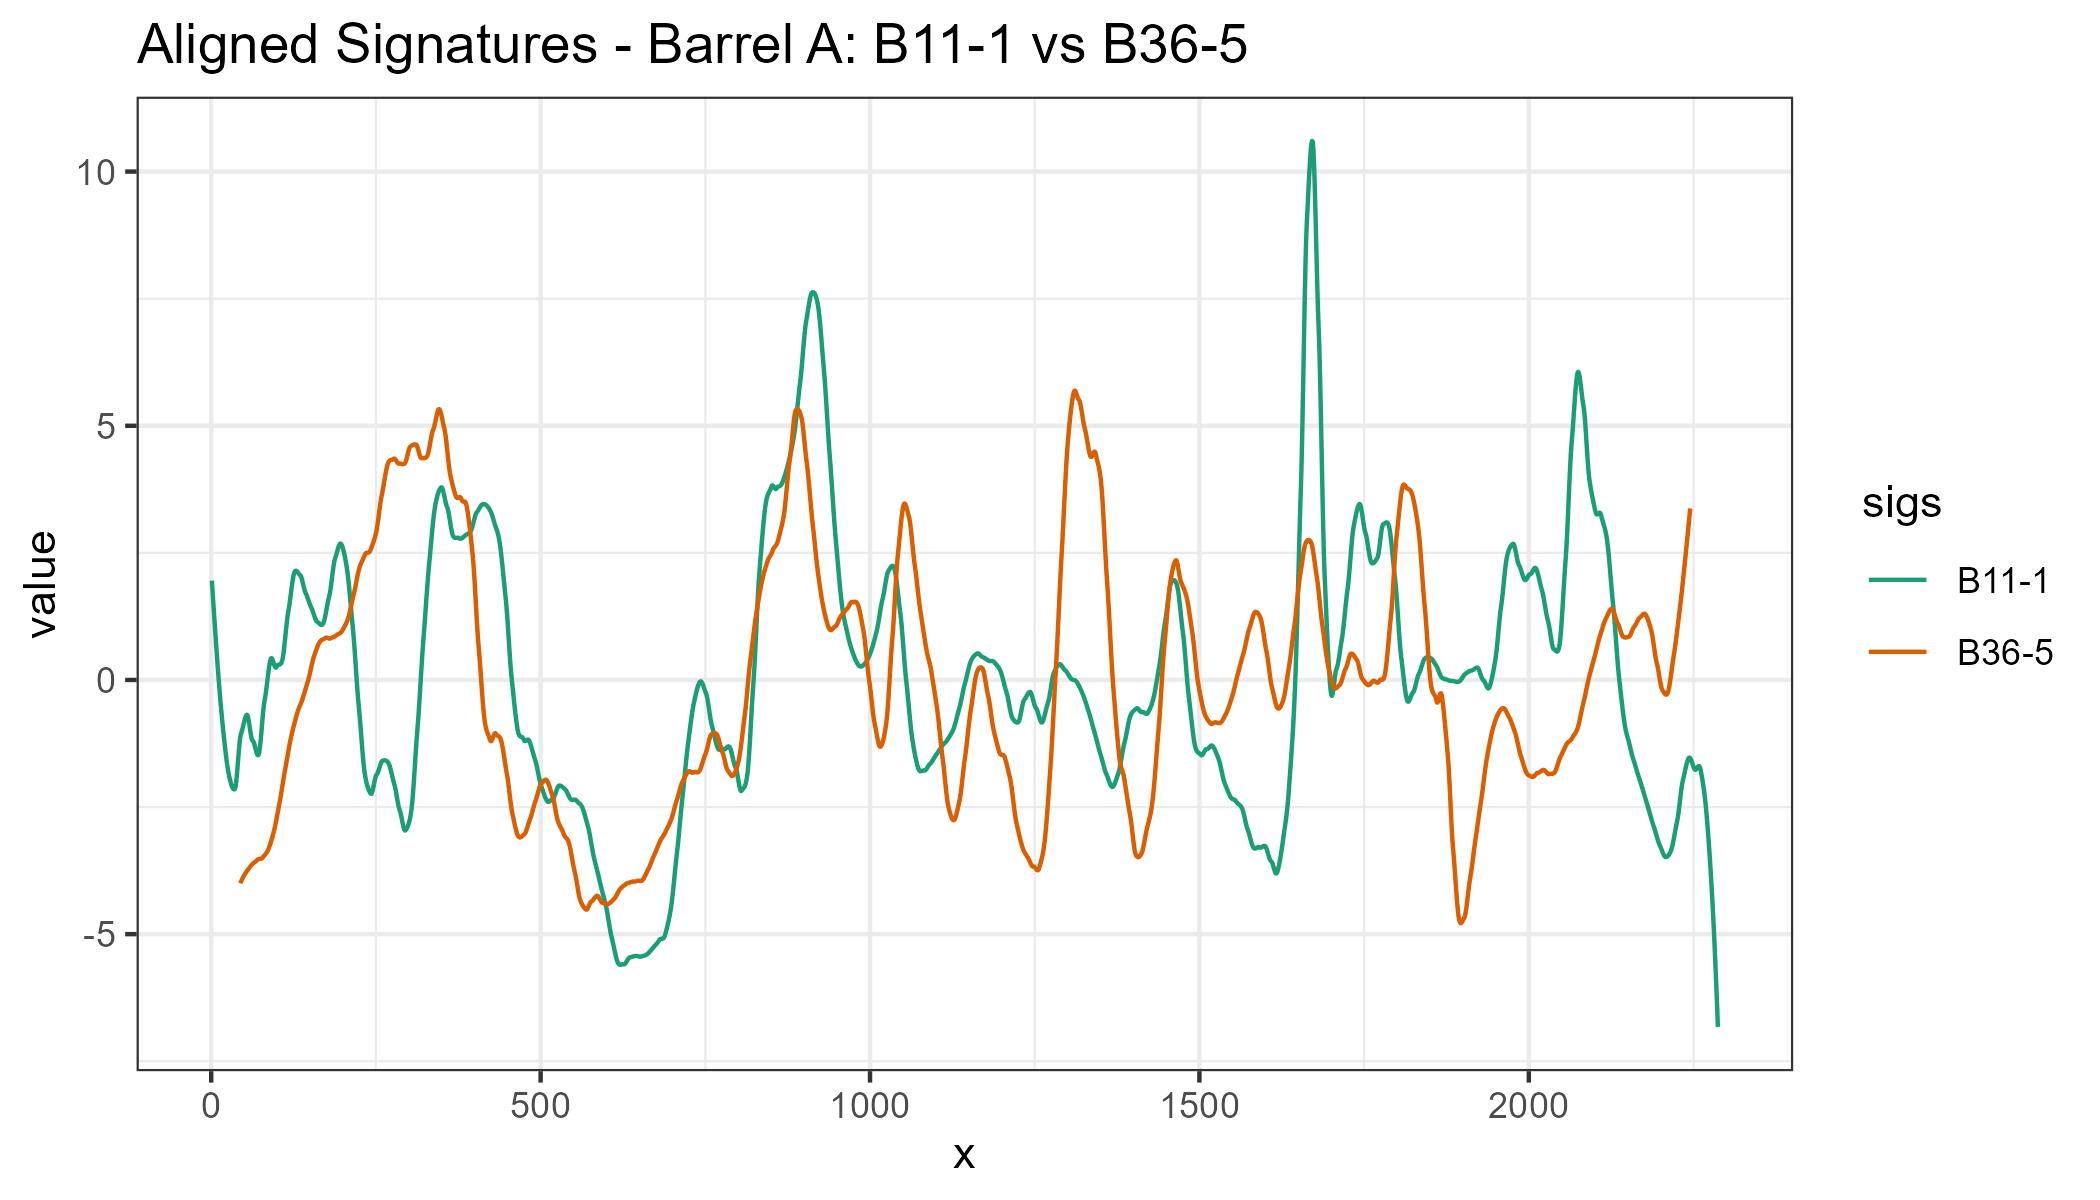 Aligned Signatures - Barrel A: B11-1 vs B36-5
10
5
0
-5
value
0 500 1000 1500 2000
x
sigs
B11-1
B36-5